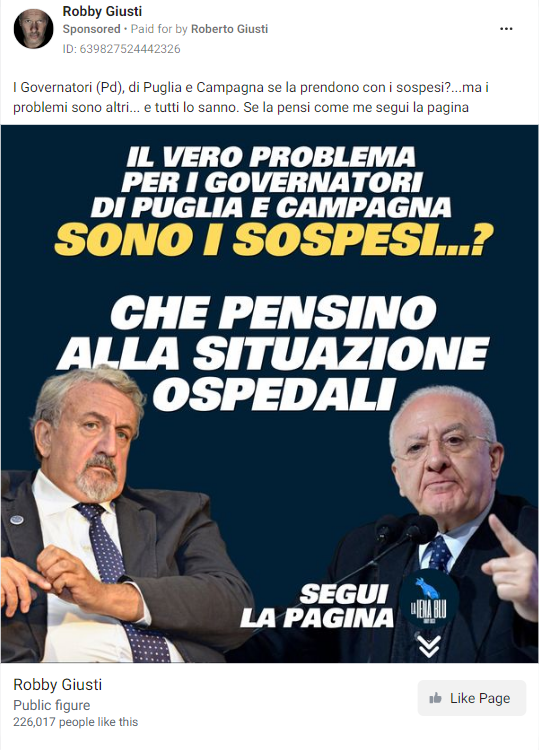 Robby Giusti
Sponsored • Paid for by Roberto Giusti
ID: 639827524442326
I Governatori (Pd), di Puglia e Campagna se la prendono con i sospesi?...ma i
problemi sono altri... e tutti lo sanno. Se la pensi come me segui la pagina
IL VERO PROBLEMA
PER I GOVERNATORI
DI PUGLIA E CAMPAGNA
SONO I SOSPESI...?
CHE PENSINO
ALLA SITUAZIONE
OSPEDALI
SEGUI
LA PAGINA
LA IENA BLU
Robby Giusti
Public figure
226,017 people like this
Like Page